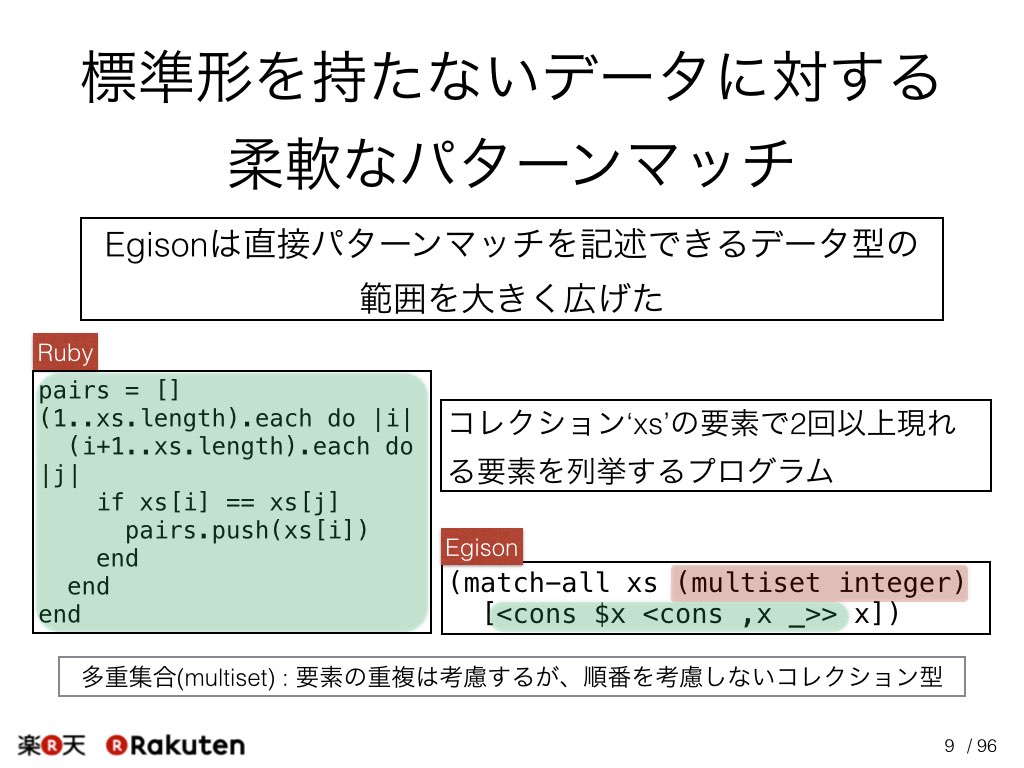 標準形を持たないデータに対する
柔軟なパターンマッチ
Egisonは直接パターンマッチを記述できるデータ型の
範囲を大きく広げた
Ruby
pairs = []
(1..xs.length).each do |i|
  (i+1..xs.length).each do
|j|
    if xs[i] == xs[j]
      pairs.push(xs[i])
    end
  end
end
コレクション‘xs’の要素で2回以上現れ
る要素を列挙するプログラム
Egison
(match-all xs (multiset integer)
  [<cons $x <cons ,x _>> x])
多重集合(multiset) : 要素の重複は考慮するが、順番を考慮しないコレクション型
楽R天 R Rakuten
9 / 96